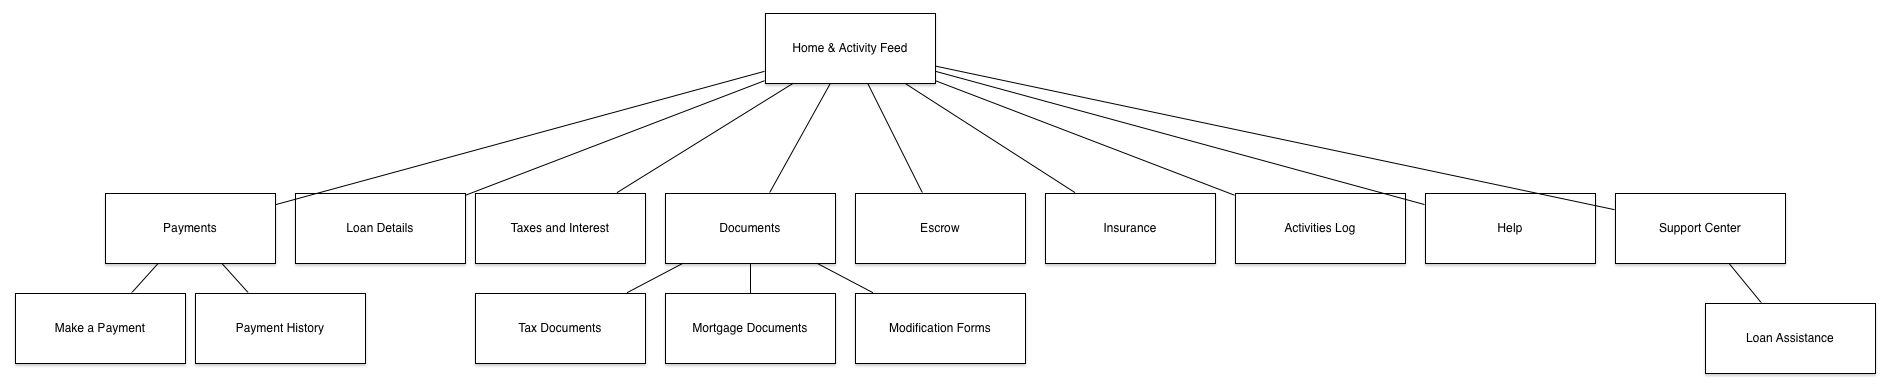 Home & Activity Feed
Payments
Loan Details
Taxes and Interest
Documents
Escrow
Insurance
Activities Log
Help
Support Center
Make a Payment
Payment History
Tax Documents
Mortgage Documents
Modification Forms
Loan Assistance